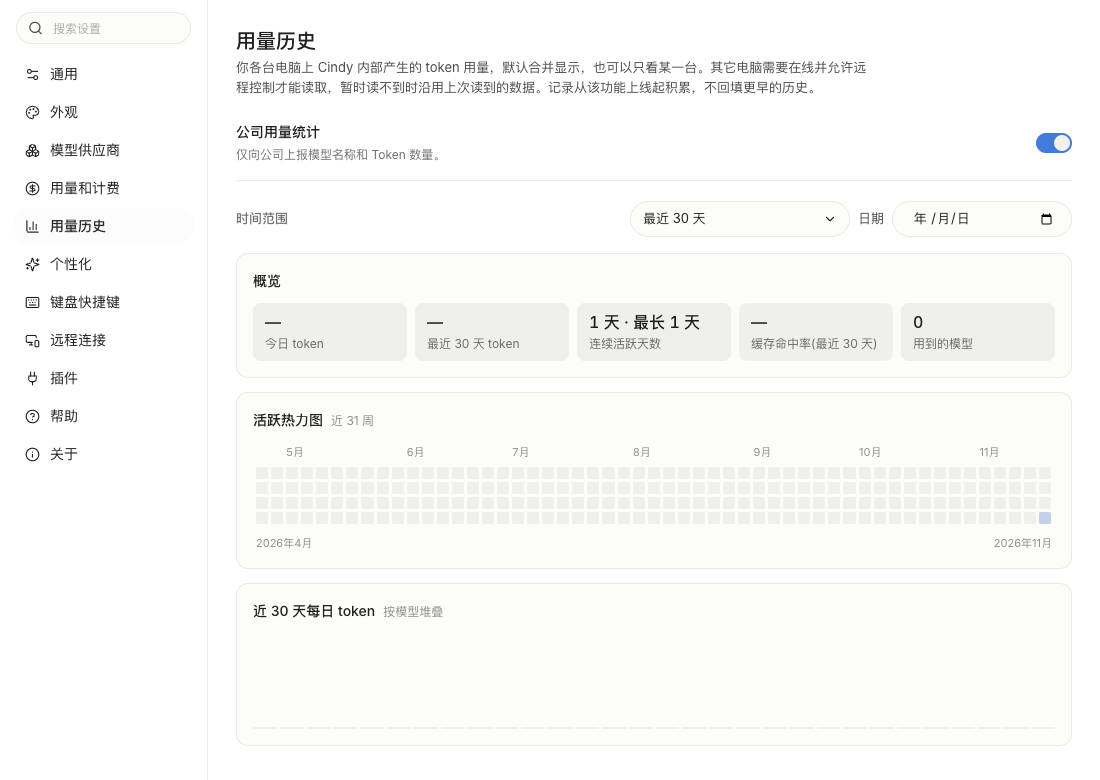 搜索设置
通用
外观
模型供应商
用量和计费
用量历史
个性化
键盘快捷键
远程连接
插件
帮助
关于
用量历史
你各台电脑上 Cindy 内部产生的 token 用量，默认合并显示，也可以只看某一台。其它电脑需要在线并允许远
程控制才能读取，暂时读不到时沿用上次读到的数据。记录从该功能上线起积累，不回填更早的历史。
公司用量统计
仅向公司上报模型名称和 Token 数量。
时间范围
最近 30 天
日期
年 /月/日
概览
—
今日 token
—
最近 30 天 token
1 天 · 最长 1 天
连续活跃天数
—
缓存命中率(最近 30 天)
0
用到的模型
活跃热力图 近 31 周
5月 6月 7月 8月 9月 10月 11月
2026年4月 2026年11月
近 30 天每日 token 按模型堆叠